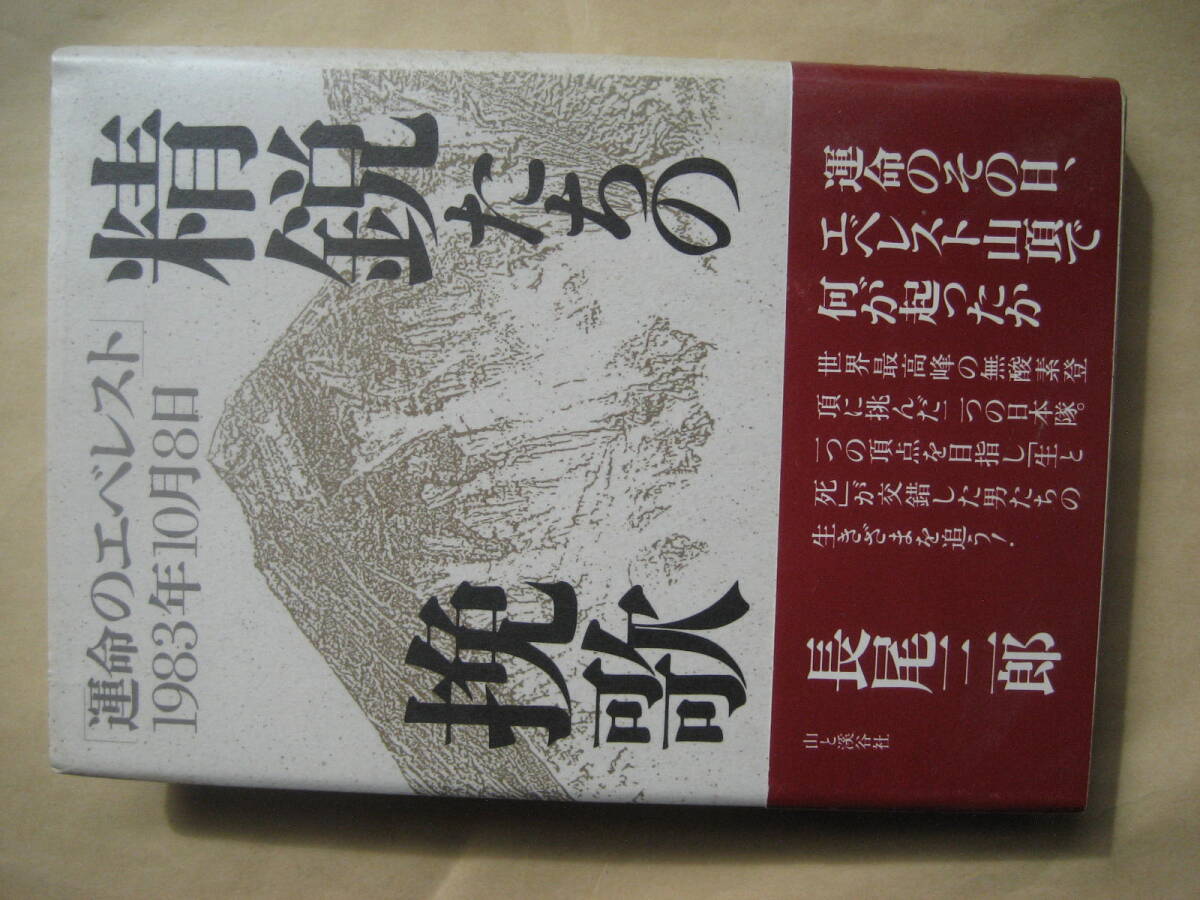 「運命のエベレスト」
1983年10月8日
精鋭たちの
挽歌
運命のその日、
エベレスト山頂で
何が起ったか
世界最高峰の無酸素登
頂に挑んだ二つの日本隊。
一つの頂点を目指し「生と
死」が交錯した男たちの
生きざまを追う！
長尾三郎
山と溪谷社